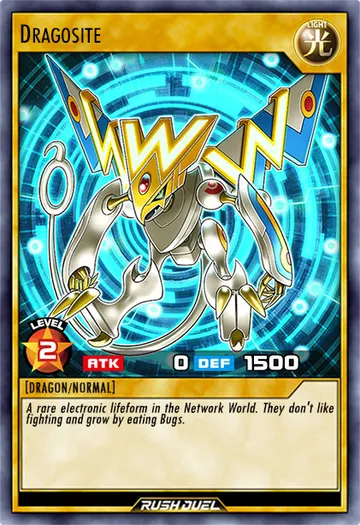 DRAGOSITE
LIGHT
光
WWW
LEVEL
2
ATK 0 DEF 1500
[DRAGON/NORMAL]
A rare electronic lifeform in the Network World. They don't like
fighting and grow by eating Bugs.
RUSH DUEL